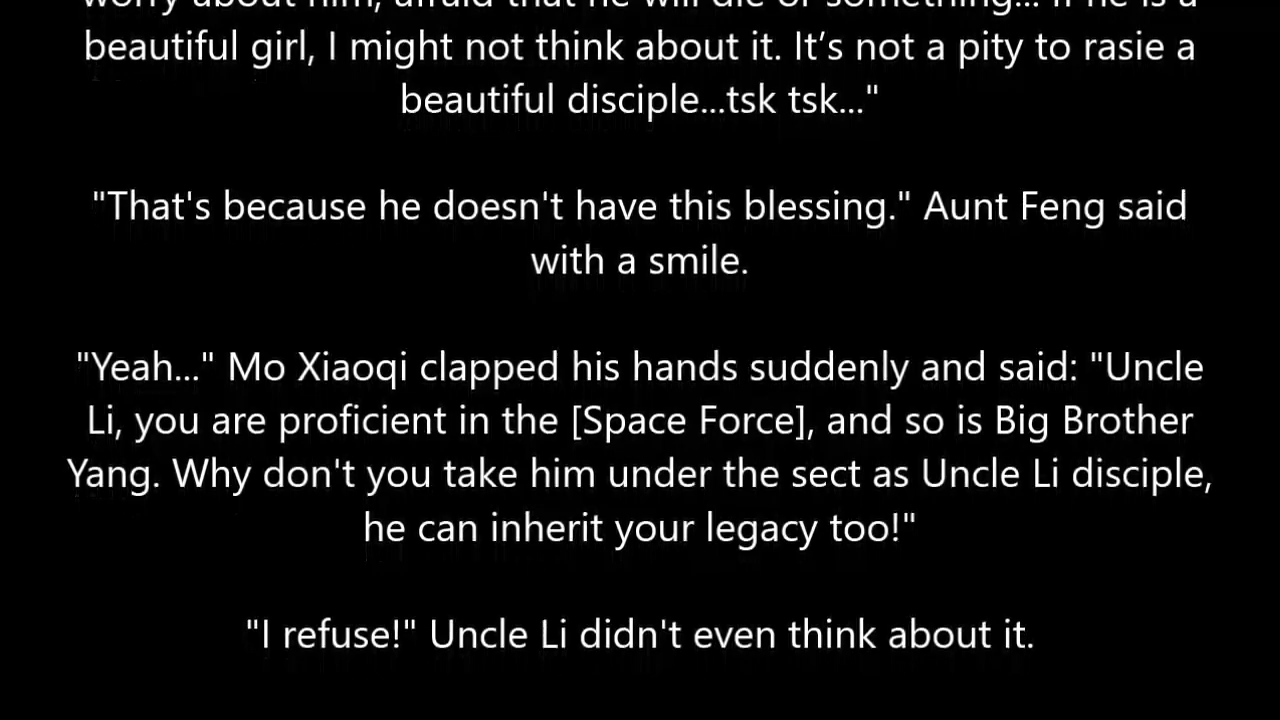 worry about him, afraid that he will die or something... If he is a
beautiful girl, I might not think about it. It’s not a pity to rasie a
beautiful disciple...tsk tsk..."
"That's because he doesn't have this blessing." Aunt Feng said
with a smile.
"Yeah..." Mo Xiaoqi clapped his hands suddenly and said: "Uncle
Li, you are proficient in the [Space Force], and so is Big Brother
Yang. Why don't you take him under the sect as Uncle Li disciple,
he can inherit your legacy too!"
"I refuse!" Uncle Li didn't even think about it.